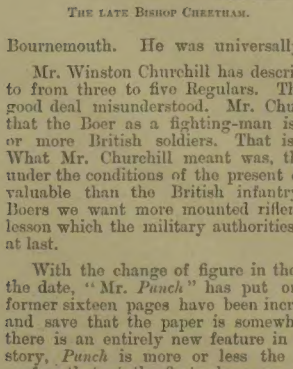 THE LATE BISHOP CHEETHAM.
Bournemouth. He was universall
Mr. Winston Churchill has descri
to from three to five Regulars. Th
good deal misunderstood. Mr. Chu
that the Boer as a fighting-man is
or more British soldiers. That is
What Mr. Churchill meant was, th
under the conditions of the present
valuable than the British infantry
Boers we want more mounted rifle
lesson which the military authorities
at last.
With the change of figure in the
the date, "Mr. Punch" has put o
former sixteen pages have been incr
and save that the paper is somewh
there is an entirely new feature in
story, Punch is more or less the